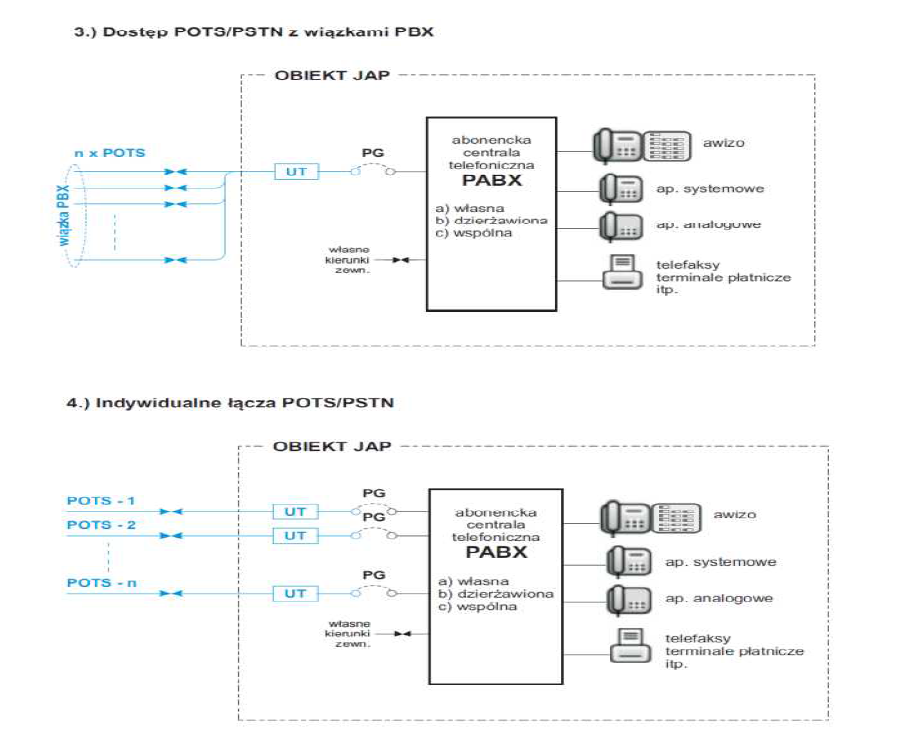 3.) Dostęp POTS/PSTN z wiązkami PBX
OBIEKT JAP
n x POTS
wiązka PBX
UT
PG
abonencka
centrala
telefoniczna
PABX
a) własna
b) dzierżawiona
c) wspólna
własne
kierunki
zewn.
awizo
ap. systemowe
ap. analogowe
telefaksy
terminale płatnicze
itp.
4.) Indywidualne łącza POTS/PSTN
OBIEKT JAP
POTS - 1
UT
PG
POTS - 2
UT
PG
POTS - n
UT
PG
abonencka
centrala
telefoniczna
PABX
a) własna
b) dzierżawiona
c) wspólna
własne
kierunki
zewn.
awizo
ap. systemowe
ap. analogowe
telefaksy
terminale płatnicze
itp.